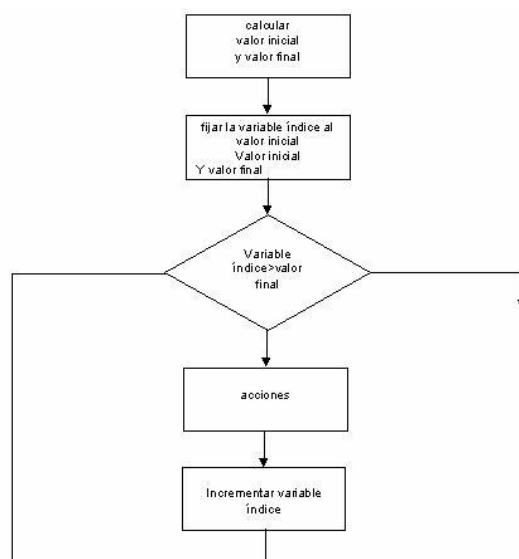 calcular
valor inicial
y valor final
fijar la variable índice al
valor inicial
Valor inicial
Y valor final
Variable
índice>valor
final
acciones
Incrementar variable
índice